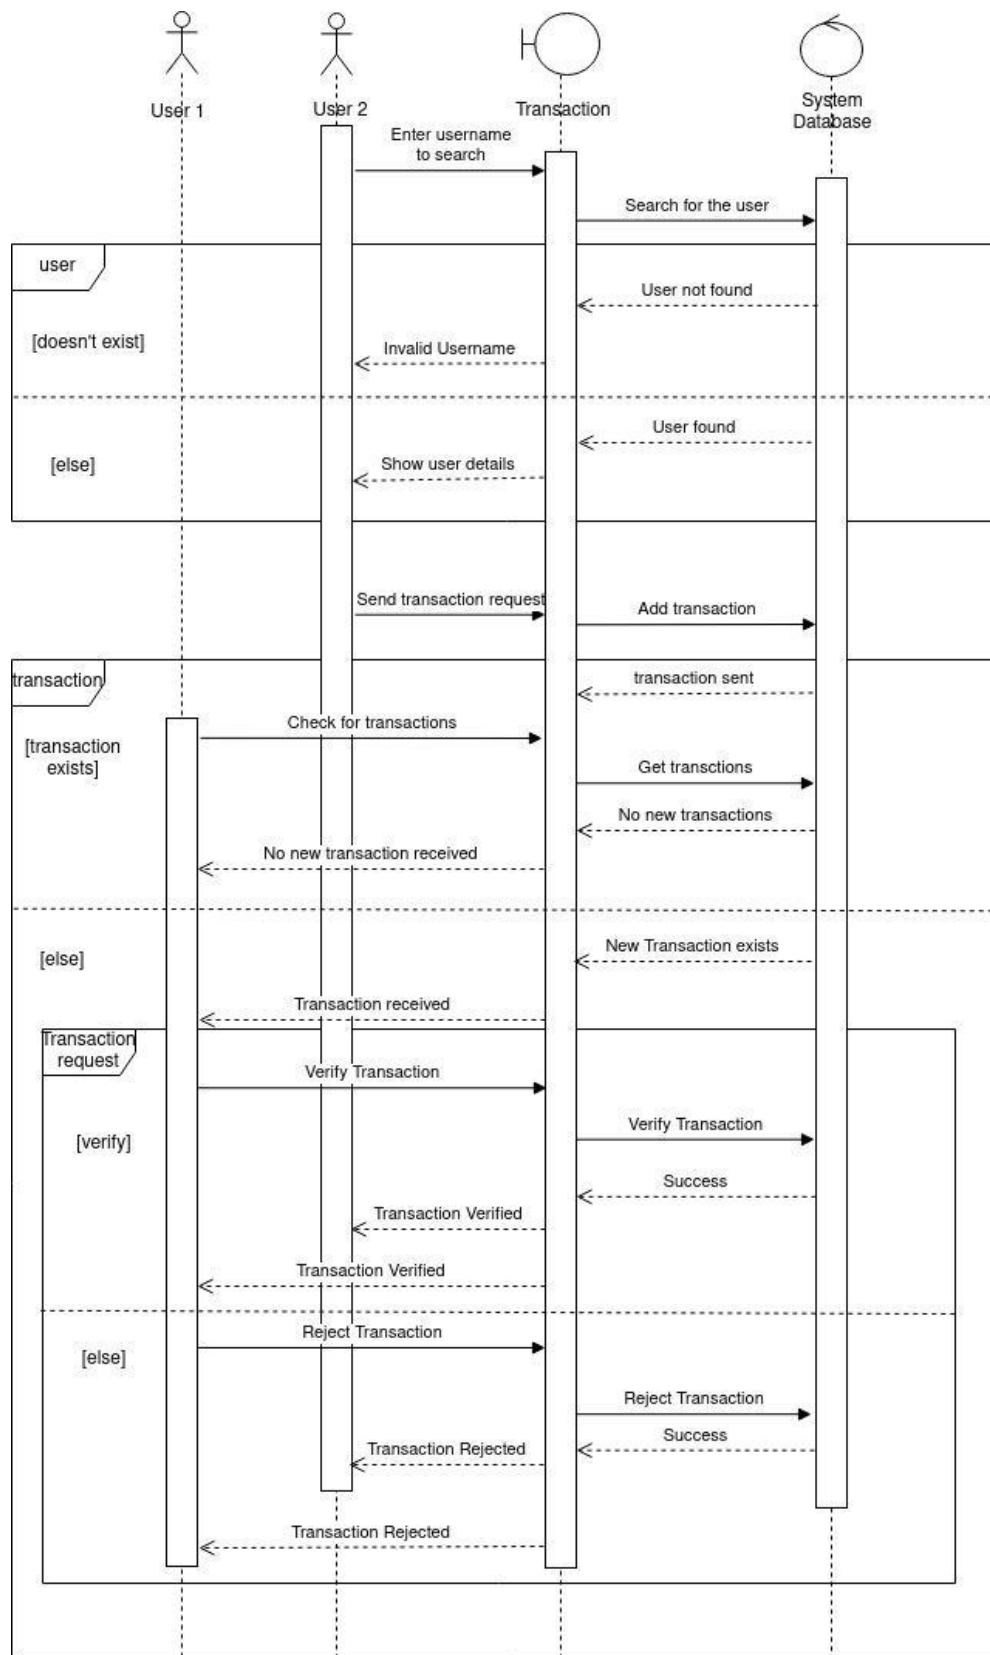 User 1
User 2
Transaction
System
Database
Enter username
to search
Search for the user
user
User not found
[doesn't exist]
Invalid Username
User found
[else]
Show user details
Send transaction request
Add transaction
transaction
transaction sent
Check for transactions
[transaction
exists]
Get transctions
No new transactions
No new transaction received
[else]
New Transaction exists
Transaction received
Transaction
request
Verify Transaction
[verify]
Verify Transaction
Success
Transaction Verified
Transaction Verified
Reject Transaction
[else]
Reject Transaction
Success
Transaction Rejected
Transaction Rejected